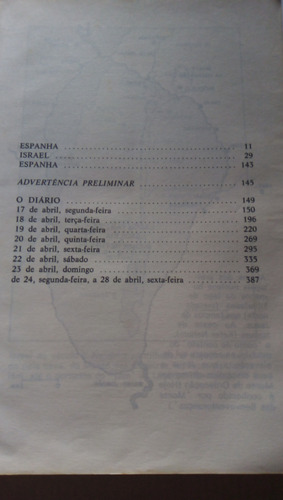 ESPANHA ........ 11
ISRAEL ........ 29
ESPANHA ........ 143
ADVERTÊNCIA PRELIMINAR ........ 145
O DIÁRIO ........ 149
17 de abril, segunda-feira ........ 150
18 de abril, terça-feira ........ 196
19 de abril, quarta-feira ........ 220
20 de abril, quinta-feira ........ 269
21 de abril, sexta-feira ........ 295
22 de abril, sábado ........ 335
23 de abril, domingo ........ 369
de 24, segunda-feira, a 28 de abril, sexta-feira ........ 387